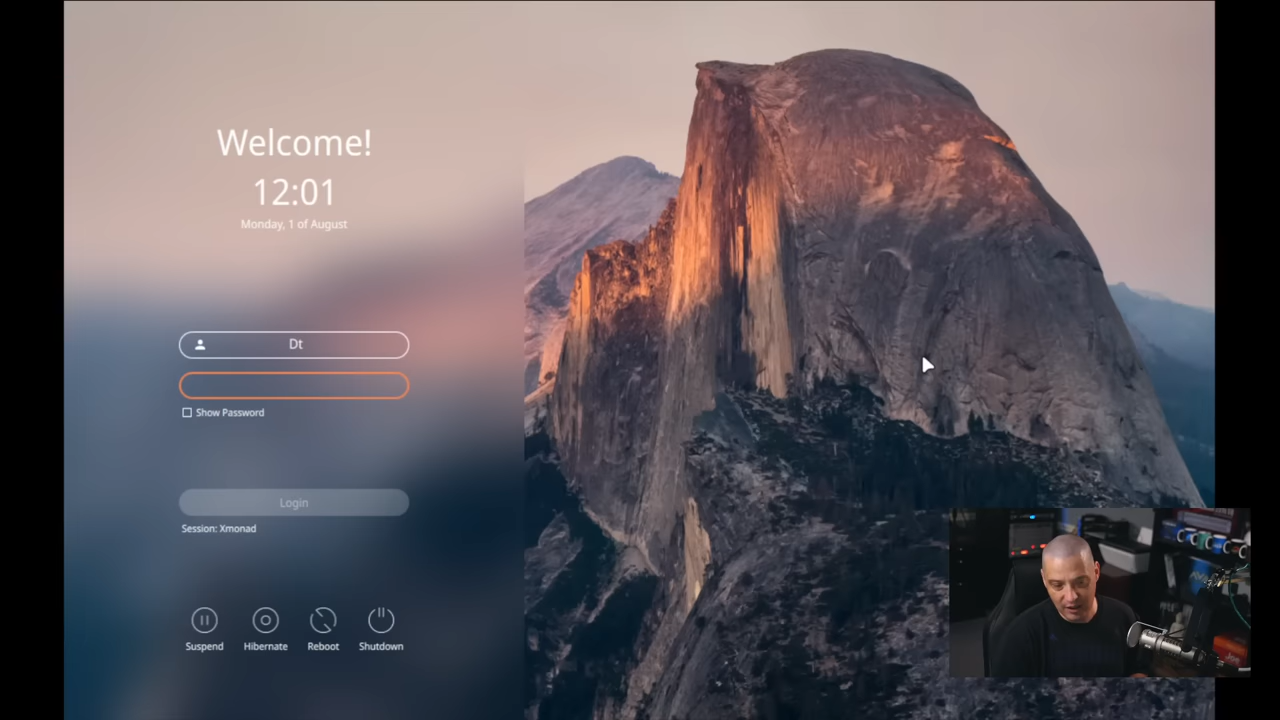 Welcome!
12:01
Monday, 1 of August
Dt
Show Password
Login
Session: Xmonad
Suspend
Hibernate
Reboot
Shutdown